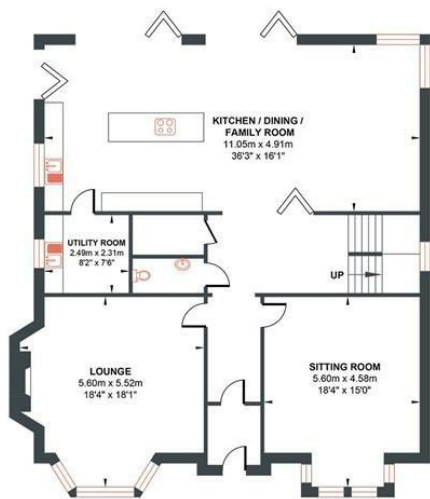 KITCHEN / DINING /
FAMILY ROOM
11.05m x 4.91m
36'3" x 16'1"
UTILITY ROOM
2.49m x 2.31m
8'2" x 7'6"
UP
LOUNGE
5.60m x 5.52m
18'4" x 18'1"
SITTING ROOM
5.60m x 4.58m
18'4" x 15'0"